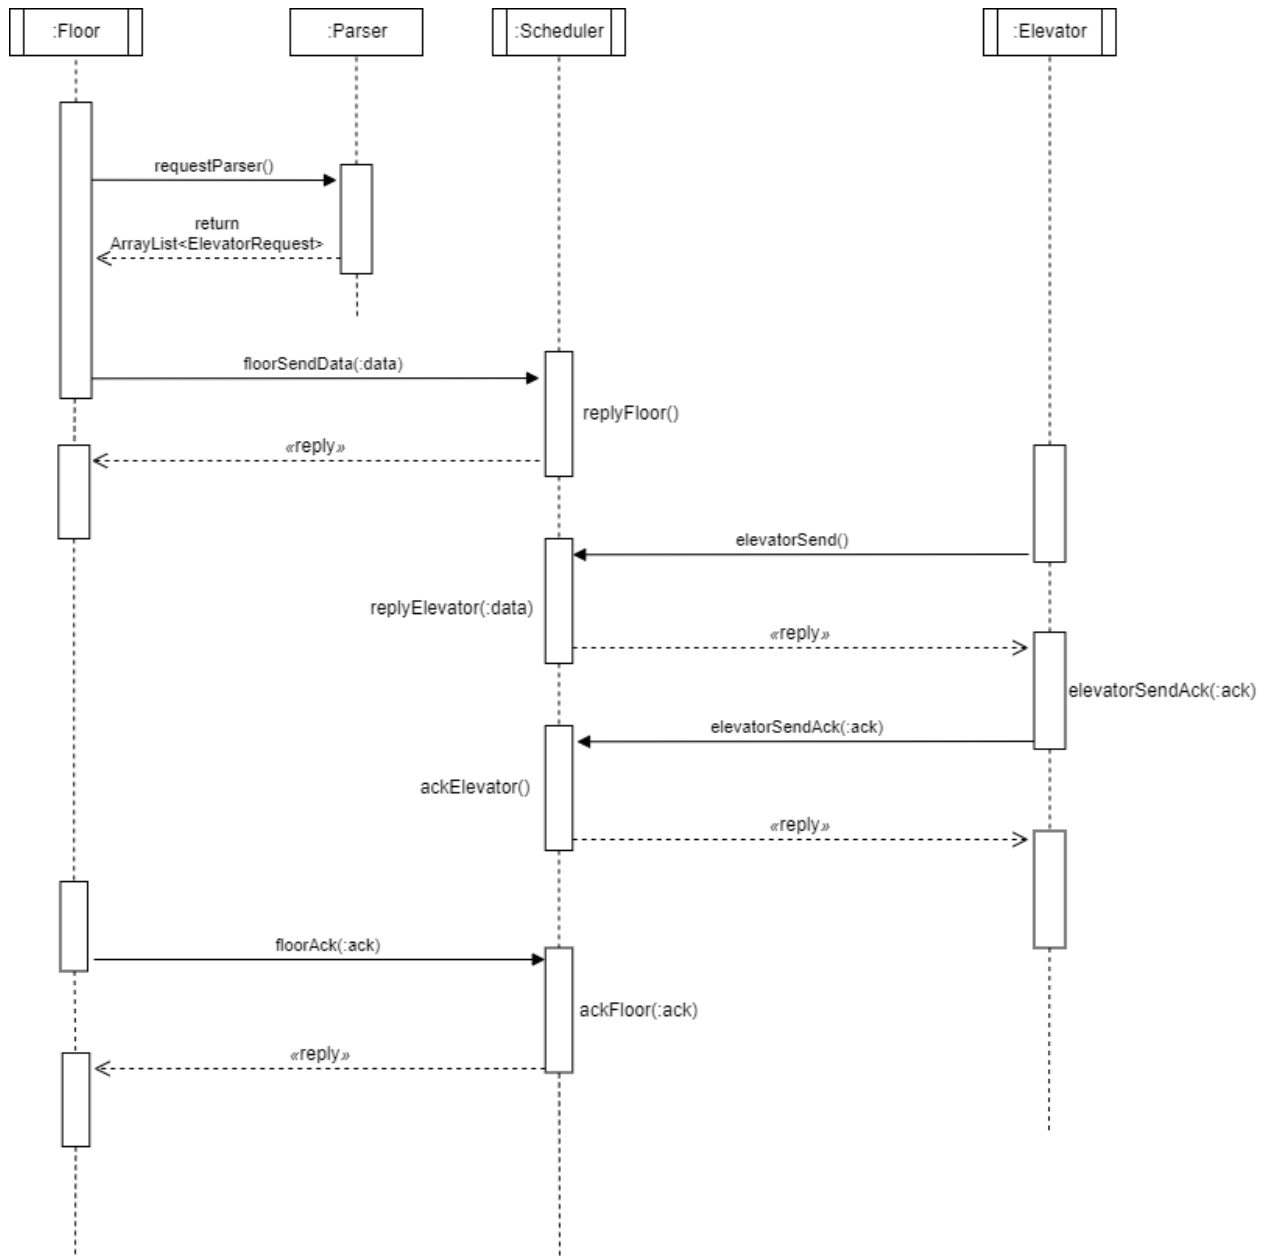 :Floor
:Parser
:Scheduler
:Elevator
requestParser()
return
ArrayList<ElevatorRequest>
floorSendData(:data)
replyFloor()
«reply»
elevatorSend()
replyElevator(:data)
«reply»
elevatorSendAck(:ack)
elevatorSendAck(:ack)
ackElevator()
«reply»
floorAck(:ack)
ackFloor(:ack)
«reply»